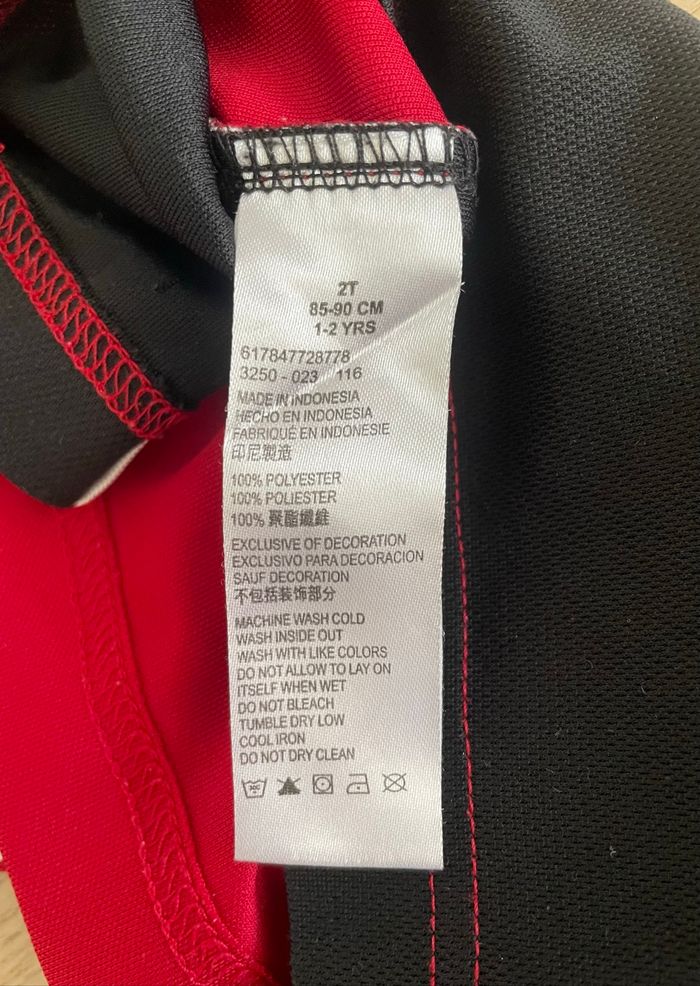 2T
85-90 CM
1-2 YRS
617847728778
3250 - 023 116
MADE IN INDONESIA
HECHO EN INDONESIA
FABRIQUÉ EN INDONESIE
印尼製造
100% POLYESTER
100% POLIESTER
100% 聚酯纖維
EXCLUSIVE OF DECORATION
EXCLUSIVO PARA DECORACION
SAUF DECORATION
不包括装饰部分
MACHINE WASH COLD
WASH INSIDE OUT
WASH WITH LIKE COLORS
DO NOT ALLOW TO LAY ON
ITSELF WHEN WET
DO NOT BLEACH
TUMBLE DRY LOW
COOL IRON
DO NOT DRY CLEAN